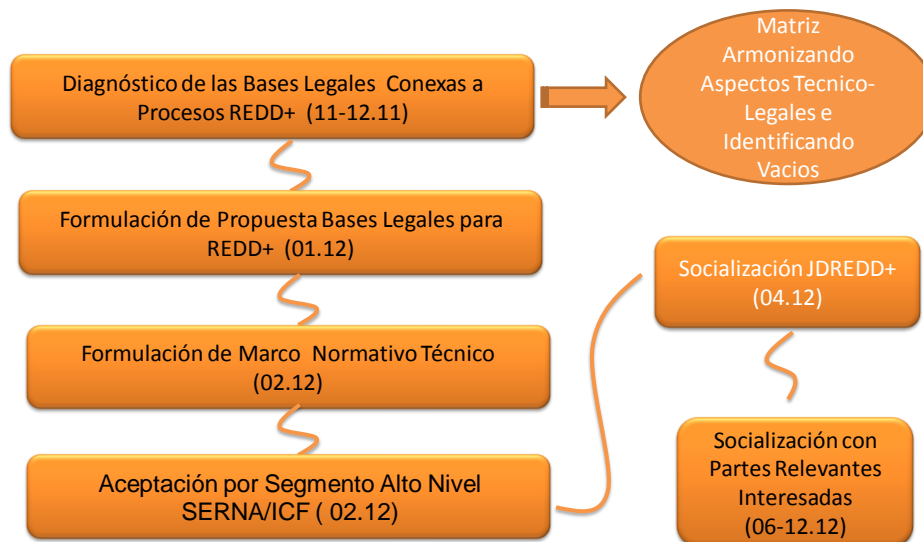 Diagnóstico de las Bases Legales Conexas a
Procesos REDD+ (11-12.11)
Matriz
Armonizando
Aspectos Tecnico-
Legales e
Identificando
Vacios
Formulación de Propuesta Bases Legales para
REDD+ (01.12)
Formulación de Marco Normativo Técnico
(02.12)
Aceptación por Segmento Alto Nivel
SERNA/ICF ( 02.12)
Socialización JDREDD+
(04.12)
Socialización con
Partes Relevantes
Interesadas
(06-12.12)